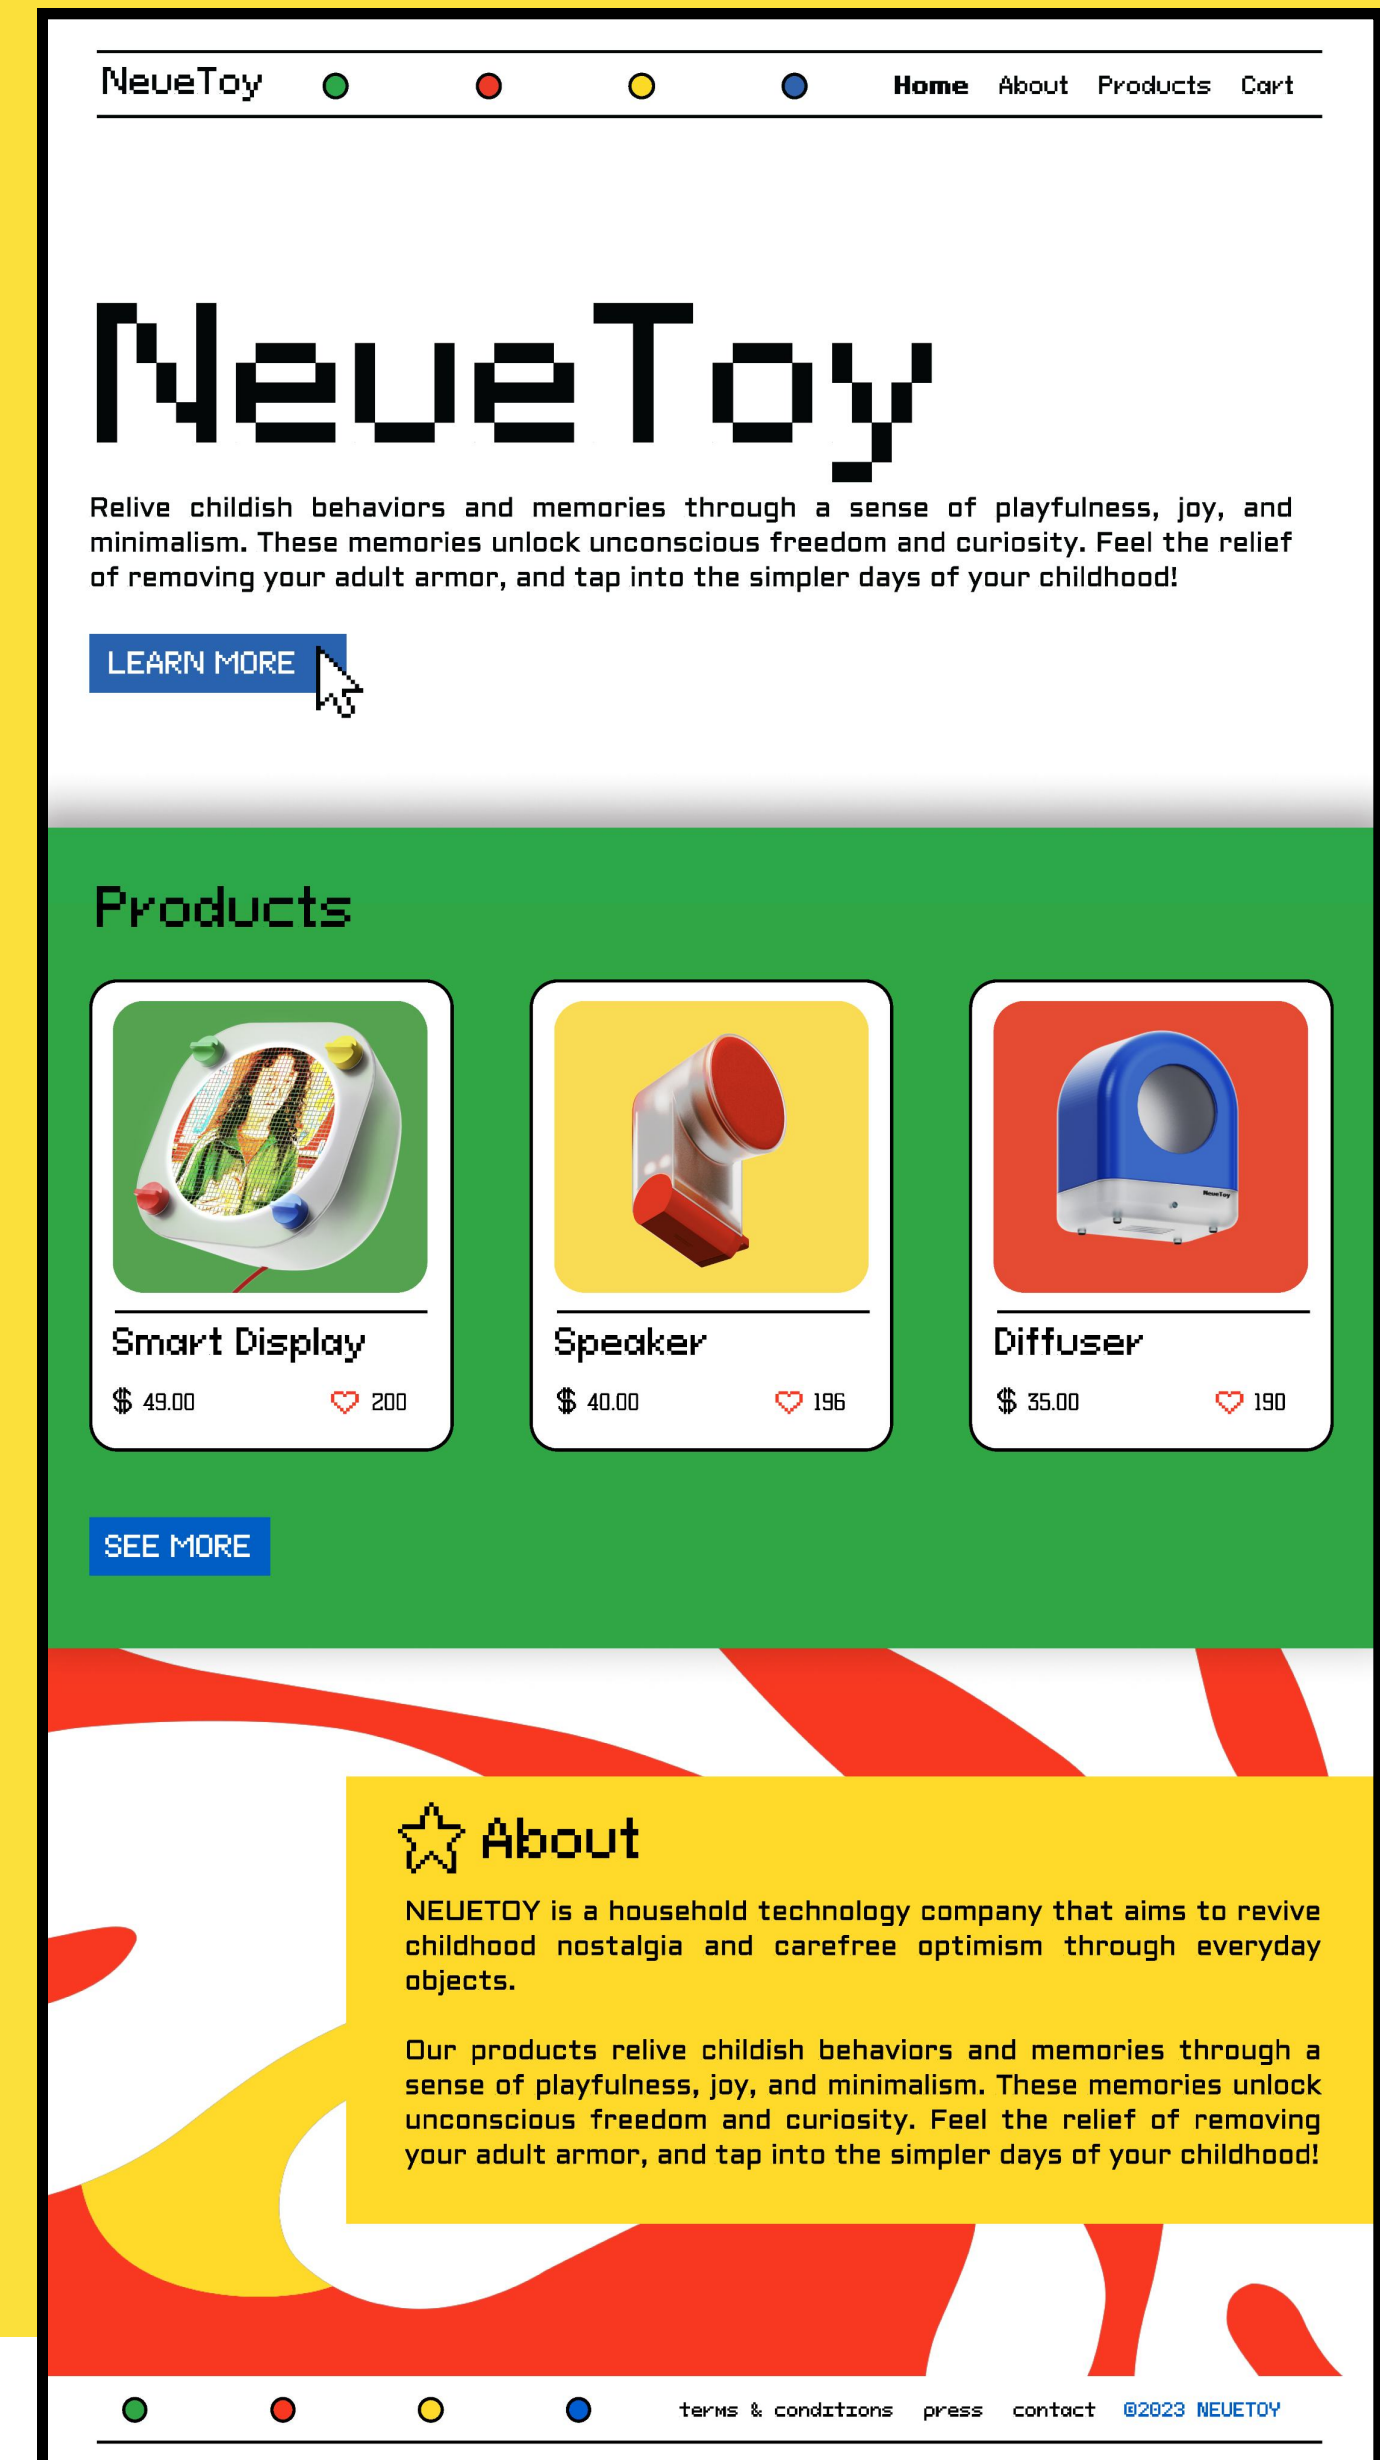 NeueToy
Home About Products Cart
NeueToy
Relive childish behaviors and memories through a sense of playfulness, joy, and
minimalism. These memories unlock unconscious freedom and curiosity. Feel the relief
of removing your adult armor, and tap into the simpler days of your childhood!
LEARN MORE
Products
NeueToy
Smart Display
$ 49.00 200
Speaker
$ 40.00 196
Diffuser
$ 35.00 190
SEE MORE
About
NEUETOY is a household technology company that aims to revive
childhood nostalgia and carefree optimism through everyday
objects.
Our products relive childish behaviors and memories through a
sense of playfulness, joy, and minimalism. These memories unlock
unconscious freedom and curiosity. Feel the relief of removing
your adult armor, and tap into the simpler days of your childhood!
terms & conditions press contact ©2023 NEUETOY